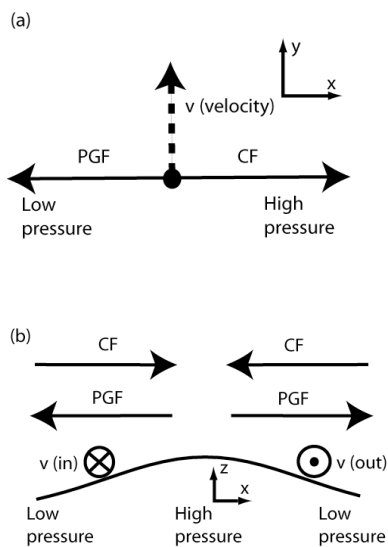 (a)
y
x
v (velocity)
PGF CF
Low pressure
High pressure
(b)
CF CF
PGF PGF
v (in) z v (out)
x
Low pressure
High pressure
Low pressure